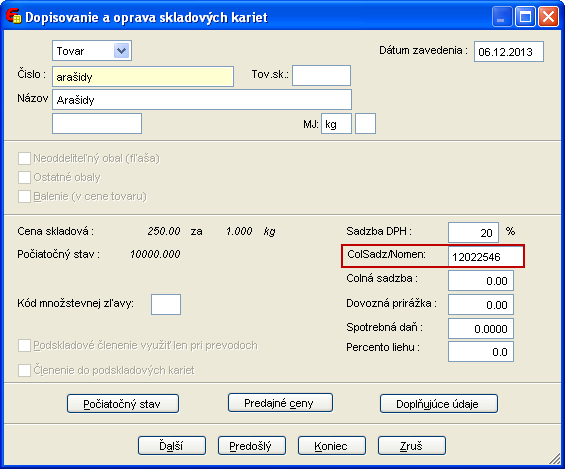 Dopisovanie a oprava skladových kariet
Tovar
Dátum zavedenia : 06.12.2013
Číslo : arašidy Tov.sk.:
Názov Arašidy
MJ: kg
Neoddeliteľný obal (fľaša)
Ostatné obaly
Balenie (v cene tovaru)
Cena skladová : 250.00 za 1.000 kg Sadzba DPH : 20 %
Počiatočný stav : 10000.000 ColSadz/Nomen: 12022546
Colná sadzba : 0.00
Kód množstevnej zľavy: Dovozná prirážka : 0.00
Spotrebná daň : 0.0000
Podskladové členenie využiť len pri prevodoch Percento liehu : 0.0
Členenie do podskladových kariet
Počiatočný stav Predajné ceny Doplňujúce údaje
Ďalší Predošlý Koniec Zruš